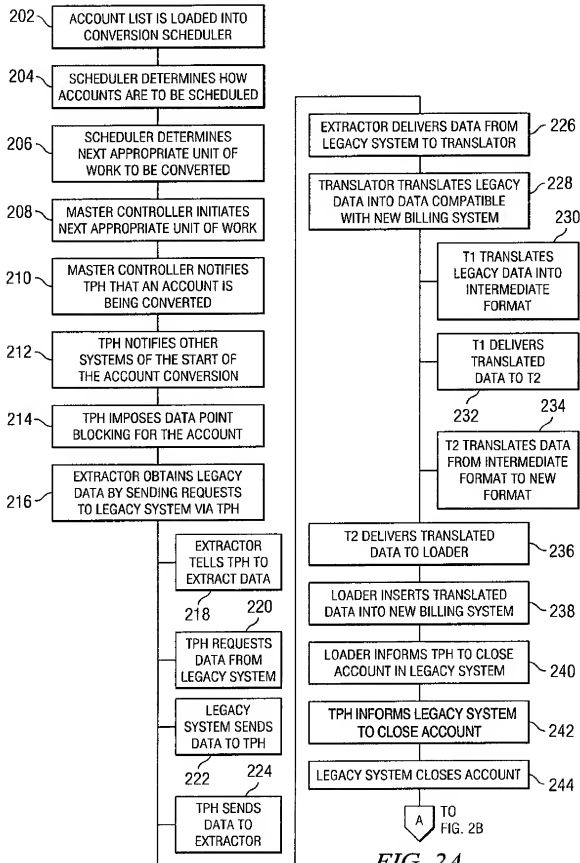 202
ACCOUNT LIST IS LOADED INTO
CONVERSION SCHEDULER
204
SCHEDULER DETERMINES HOW
ACCOUNTS ARE TO BE SCHEDULED
206
SCHEDULER DETERMINES
NEXT APPROPRIATE UNIT OF
WORK TO BE CONVERTED
208
MASTER CONTROLLER INITIATES
NEXT APPROPRIATE UNIT OF WORK
210
MASTER CONTROLLER NOTIFIES
TPH THAT AN ACCOUNT IS
BEING CONVERTED
212
TPH NOTIFIES OTHER
SYSTEMS OF THE START OF
THE ACCOUNT CONVERSION
214
TPH IMPOSES DATA POINT
BLOCKING FOR THE ACCOUNT
216
EXTRACTOR OBTAINS LEGACY
DATA BY SENDING REQUESTS
TO LEGACY SYSTEM VIA TPH
EXTRACTOR
TELLS TPH TO
EXTRACT DATA
218
220
TPH REQUESTS
DATA FROM
LEGACY SYSTEM
LEGACY
SYSTEM SENDS
DATA TO TPH
222
224
TPH SENDS
DATA TO
EXTRACTOR
EXTRACTOR DELIVERS DATA FROM
LEGACY SYSTEM TO TRANSLATOR
226
TRANSLATOR TRANSLATES LEGACY
DATA INTO DATA COMPATIBLE
WITH NEW BILLING SYSTEM
228
230
T1 TRANSLATES
LEGACY DATA INTO
INTERMEDIATE
FORMAT
T1 DELIVERS
TRANSLATED
DATA TO T2
232
234
T2 TRANSLATES DATA
FROM INTERMEDIATE
FORMAT TO NEW
FORMAT
T2 DELIVERS TRANSLATED
DATA TO LOADER
236
LOADER INSERTS TRANSLATED
DATA INTO NEW BILLING SYSTEM
238
LOADER INFORMS TPH TO CLOSE
ACCOUNT IN LEGACY SYSTEM
240
TPH INFORMS LEGACY SYSTEM
TO CLOSE ACCOUNT
242
LEGACY SYSTEM CLOSES ACCOUNT
244
A
TO
FIG. 2B
FIG. 2A